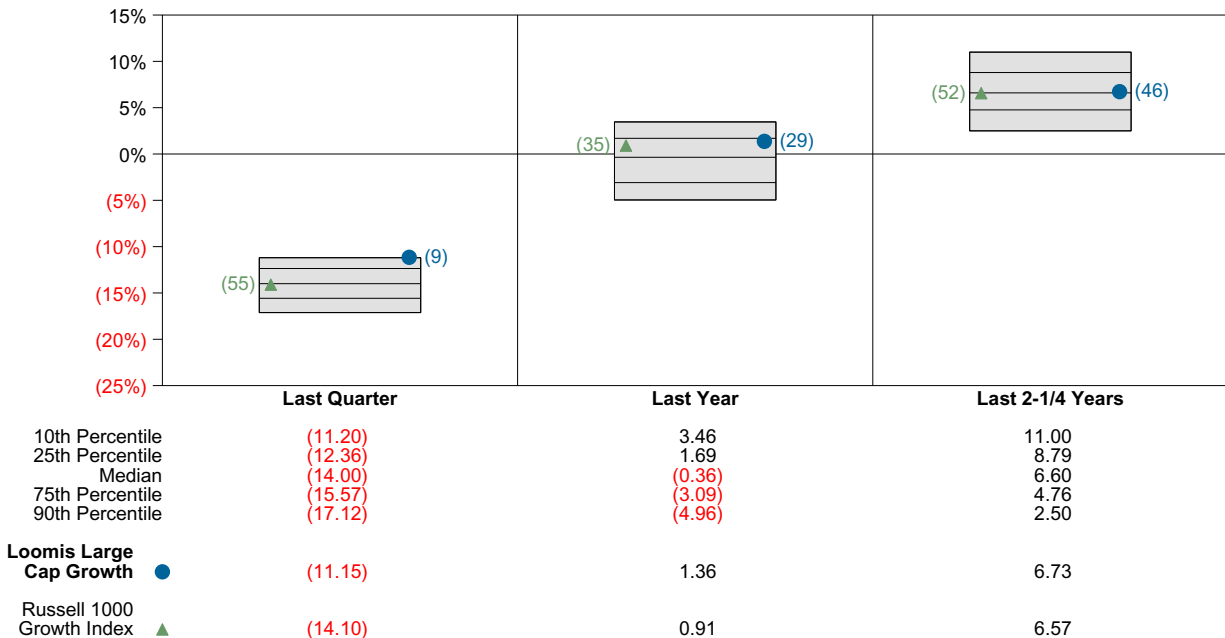 15%
10%
5%
0%
(5%)
(10%)
(15%)
(20%)
(25%)
(55)
(9)
(35)
(29)
(52)
(46)
Last Quarter Last Year Last 2-1/4 Years
10th Percentile (11.20) 3.46 11.00
25th Percentile (12.36) 1.69 8.79
Median (14.00) (0.36) 6.60
75th Percentile (15.57) (3.09) 4.76
90th Percentile (17.12) (4.96) 2.50
Loomis Large
Cap Growth (11.15) 1.36 6.73
Russell 1000
Growth Index (14.10) 0.91 6.57